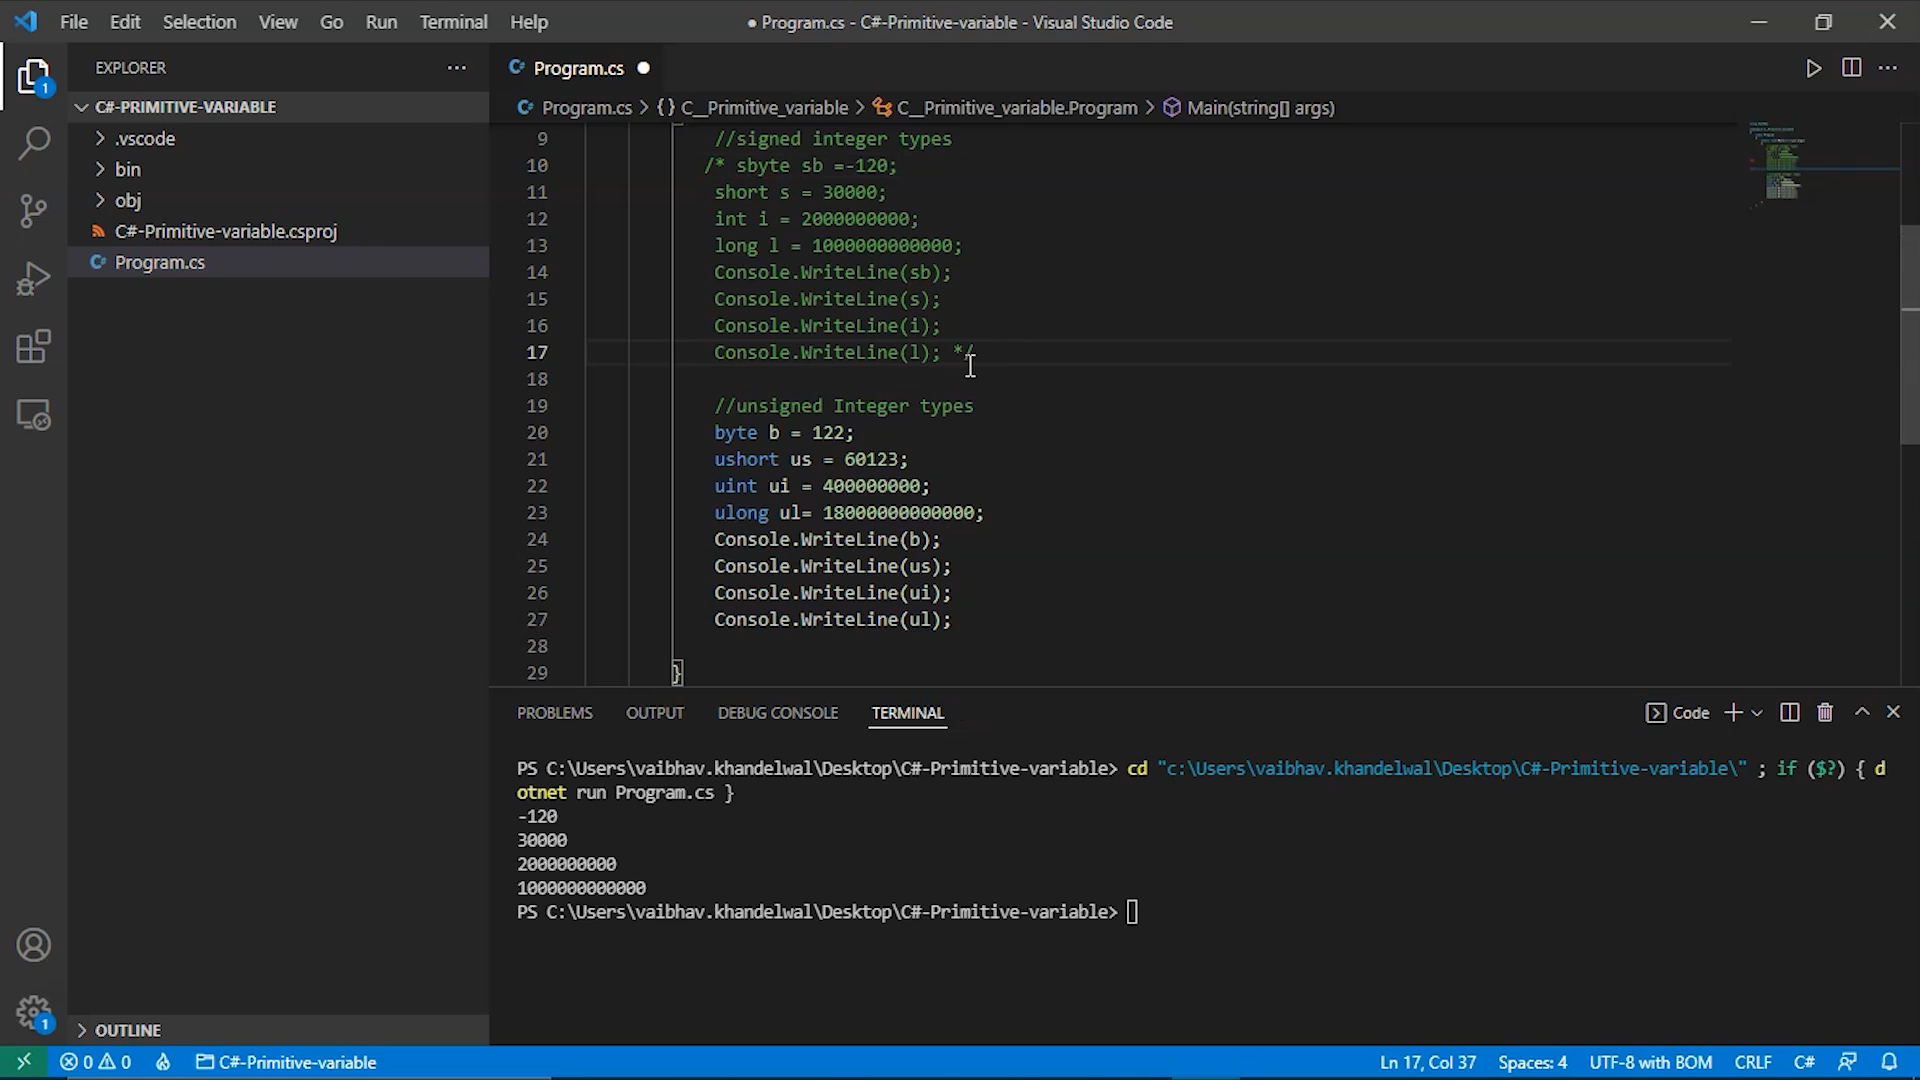 File Edit Selection View Go Run Terminal Help
● Program.cs - C#-Primitive-variable - Visual Studio Code
EXPLORER
C#-PRIMITIVE-VARIABLE
.vscode
bin
obj
C#-Primitive-variable.csproj
Program.cs
OUTLINE
1
1
Program.cs
Program.cs > {} C__Primitive_variable > C__Primitive_variable.Program > Main(string[] args)
9 //signed integer types
10 /* sbyte sb =-120;
11 short s = 30000;
12 int i = 2000000000;
13 long l = 1000000000000;
14 Console.WriteLine(sb);
15 Console.WriteLine(s);
16 Console.WriteLine(i);
17 Console.WriteLine(l); */
18
19 //unsigned Integer types
20 byte b = 122;
21 ushort us = 60123;
22 uint ui = 400000000;
23 ulong ul= 18000000000000;
24 Console.WriteLine(b);
25 Console.WriteLine(us);
26 Console.WriteLine(ui);
27 Console.WriteLine(ul);
28
29 }
PROBLEMS OUTPUT DEBUG CONSOLE TERMINAL
Code
PS C:\Users\vaibhav.khandelwal\Desktop\C#-Primitive-variable> cd "c:\Users\vaibhav.khandelwal\Desktop\C#-Primitive-variable\" ; if ($?) { d
otnet run Program.cs }
-120
30000
2000000000
1000000000000
PS C:\Users\vaibhav.khandelwal\Desktop\C#-Primitive-variable>
0 0 C#-Primitive-variable
Ln 17, Col 37 Spaces: 4 UTF-8 with BOM CRLF C#